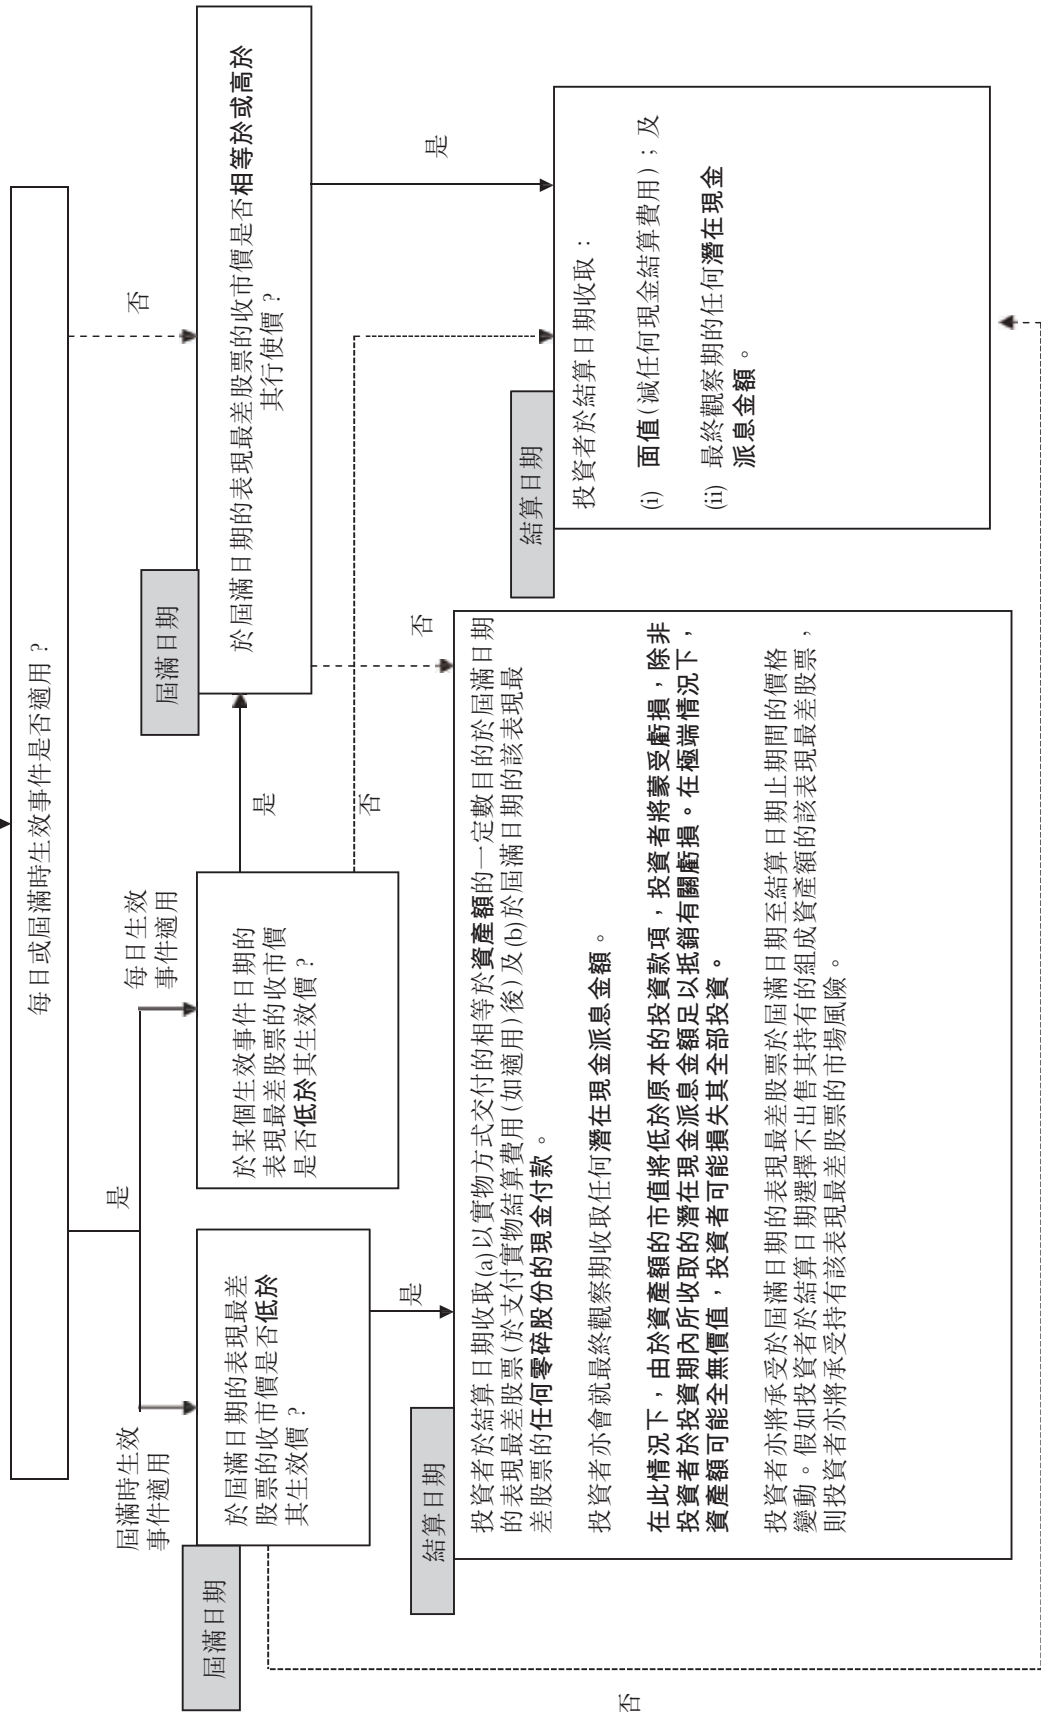 每日或屆滿時生效事件是否適用？
是
否
屆滿時生效
事件適用
每日生效
事件適用
屆滿日期
於屆滿日期的表現最差
股票的收市價是否低於
其生效價？
於某個生效事件日期的
表現最差股票的收市價
是否低於其生效價？
是
否
屆滿日期
於屆滿日期的表現最差股票的收市價是否相等於或高於
其行使價？
是
否
是
否
結算日期
投資者於結算日期收取(a)以實物方式交付的相等於資產額的一定數目的於屆滿日期
的表現最差股票(於支付實物結算費用(如適用)後)及(b)於屆滿日期的該表現最
差股票的任何零碎股份的現金付款。
投資者亦會就最終觀察期收取任何潛在現金派息金額。
在此情況下，由於資產額的市值將低於原本的投資款項，投資者將蒙受虧損，除非
投資者於投資期內所收取的潛在現金派息金額足以抵銷有關虧損。在極端情況下，
資產額可能全無價值，投資者可能損失其全部投資。
投資者亦將承受於屆滿日期的表現最差股票於屆滿日期至結算日期止期間的價格
變動。假如投資者於結算日期選擇不出售其持有的組成資產額的該表現最差股票，
則投資者亦將承受持有該表現最差股票的市場風險。
結算日期
投資者於結算日期收取：
(i) 面值(減任何現金結算費用)；及
(ii) 最終觀察期的任何潛在現金
派息金額。